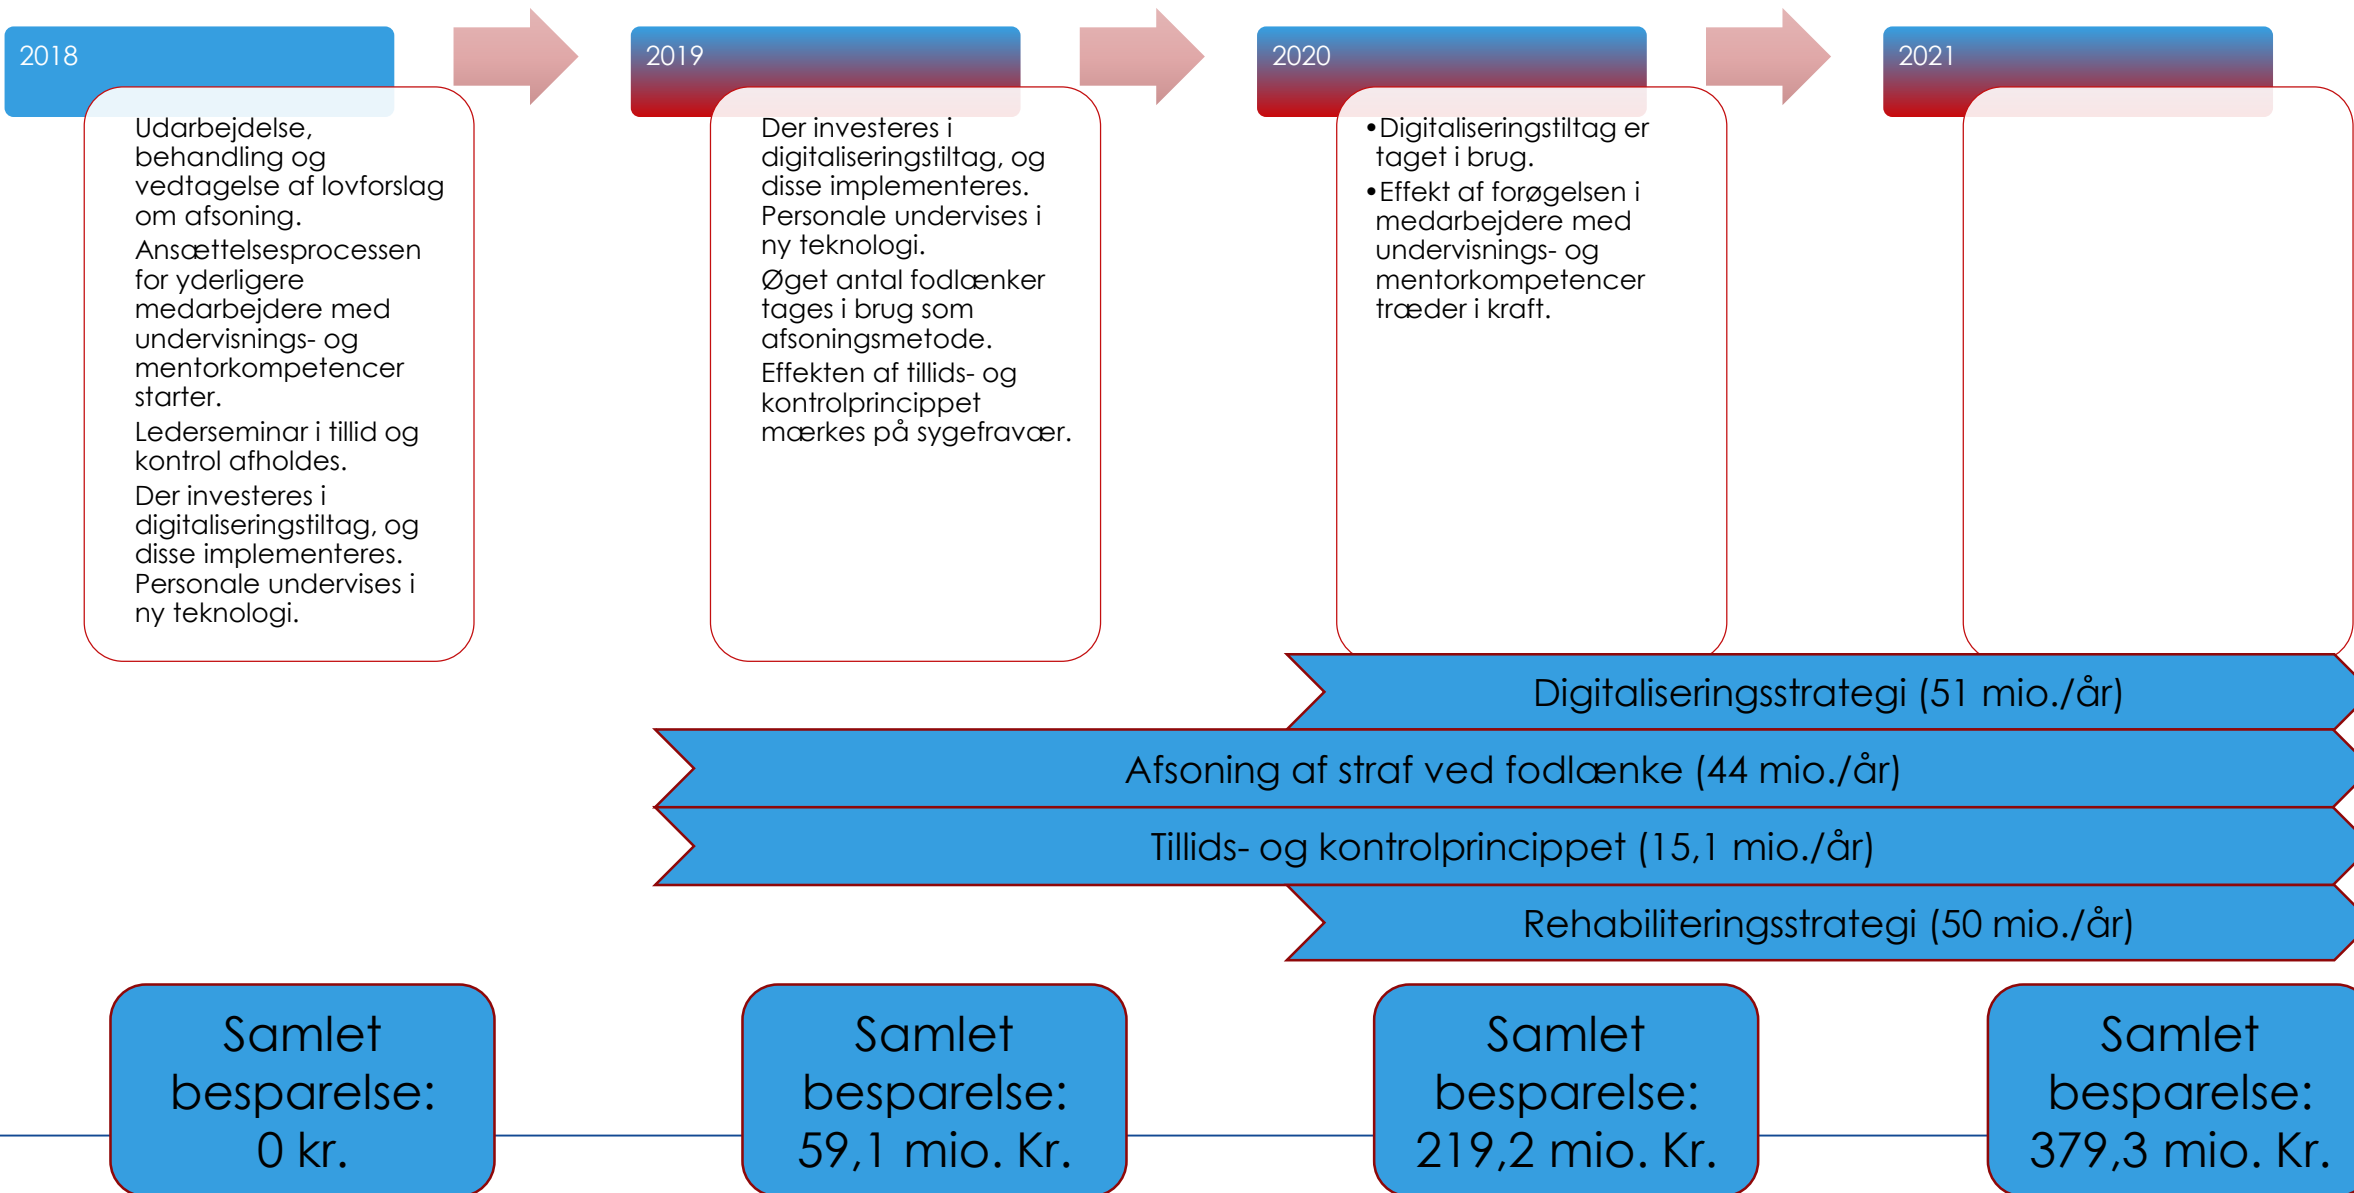 2018
Udarbejdelse,
behandling og
vedtagelse af lovforslag
om afsoning.
Ansættelsesprocessen
for yderligere
medarbejdere med
undervisnings- og
mentorkompetencer
starter.
Lederseminar i tillid og
kontrol afholdes.
Der investeres i
digitaliseringstiltag, og
disse implementeres.
Personale undervises i
ny teknologi.
2019
Der investeres i
digitaliseringstiltag, og
disse implementeres.
Personale undervises i
ny teknologi.
Øget antal fodlænker
tages i brug som
afsoningsmetode.
Effekten af tillids- og
kontrolprincippet
mærkes på sygefravær.
2020
•Digitaliseringstiltag er
taget i brug.
•Effekt af forøgelsen i
medarbejdere med
undervisnings- og
mentorkompetencer
træder i kraft.
2021
Digitaliseringsstrategi (51 mio./år)
Afsoning af straf ved fodlænke (44 mio./år)
Tillids- og kontrolprincippet (15,1 mio./år)
Rehabiliteringsstrategi (50 mio./år)
Samlet
besparelse:
0 kr.
Samlet
besparelse:
59,1 mio. Kr.
Samlet
besparelse:
219,2 mio. Kr.
Samlet
besparelse:
379,3 mio. Kr.